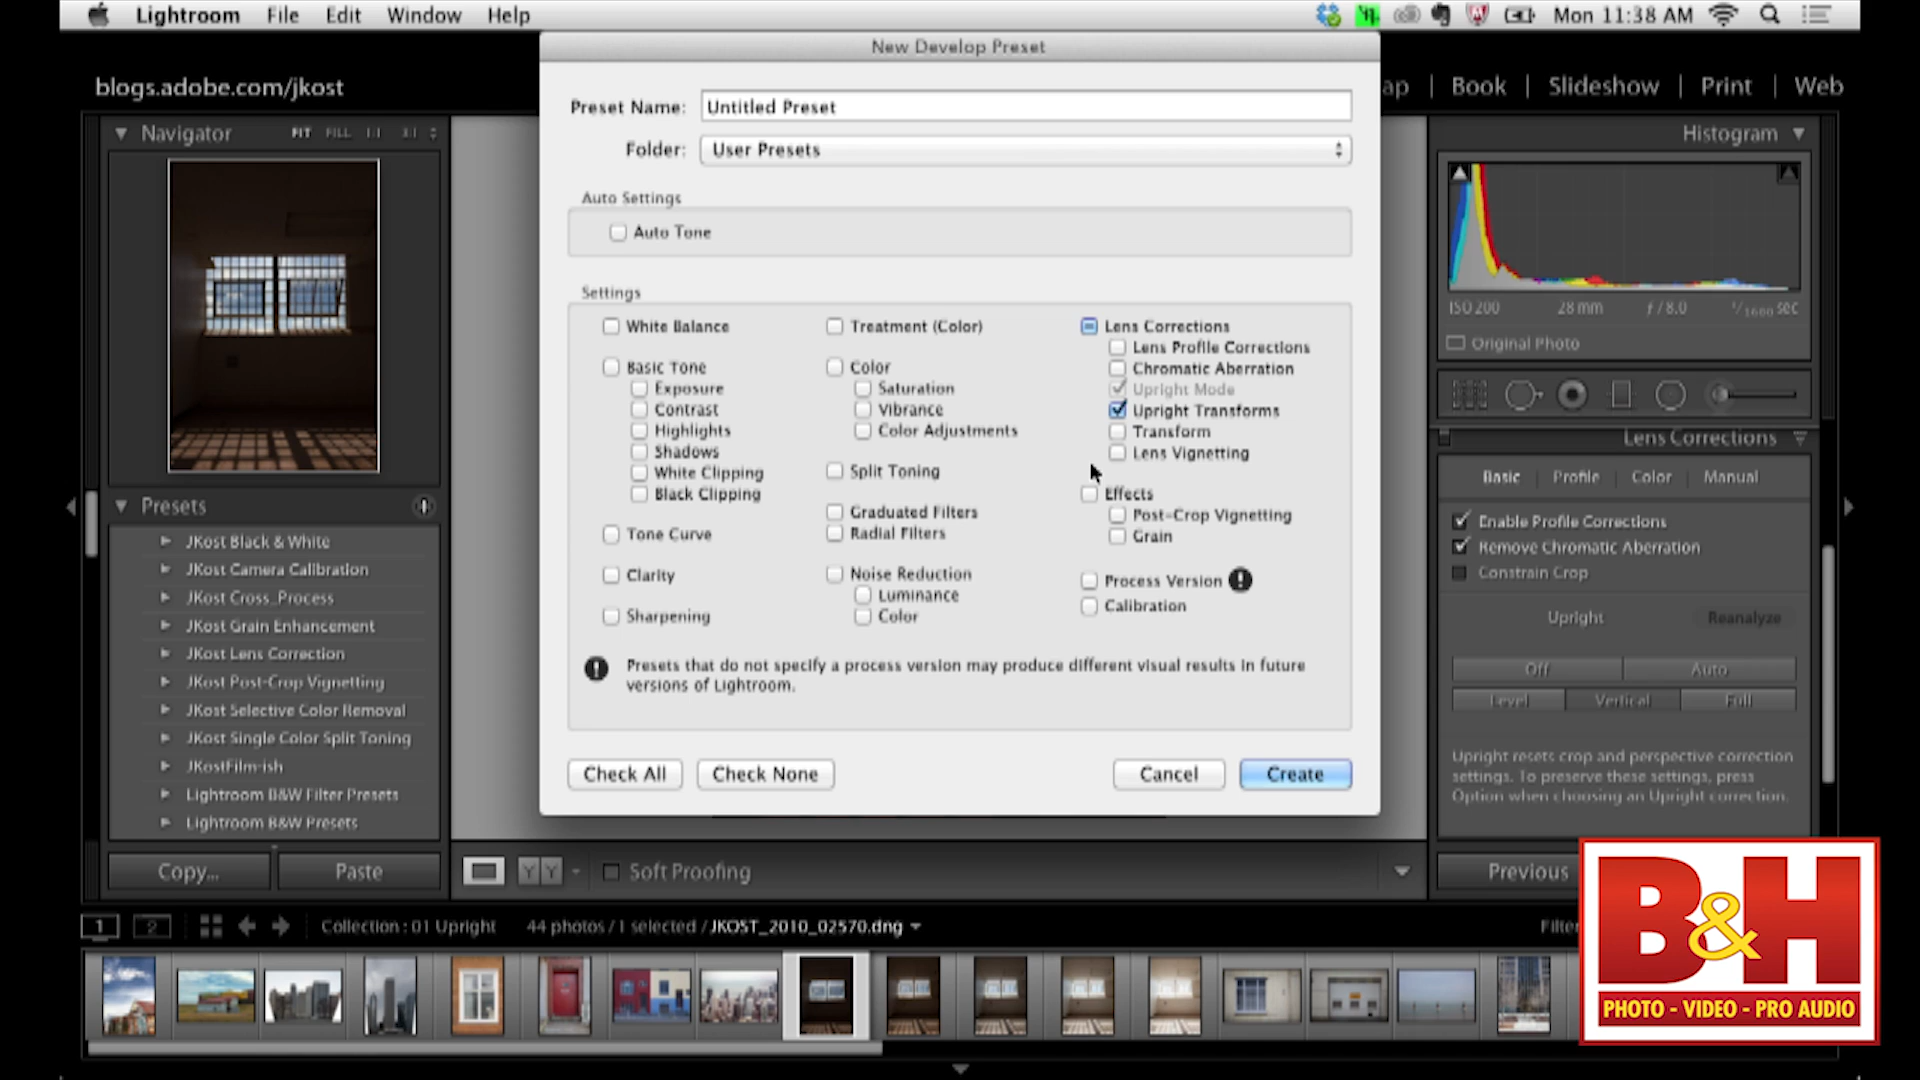 Lightroom File Edit Window Help Mon 11:38 AM
New Develop Preset
blogs.adobe.com/jkost
Book | Slideshow | Print | Web
Navigator FIT FILL 1:1
Histogram
Preset Name: Untitled Preset
Folder: User Presets
Auto Settings
Auto Tone
Settings
White Balance
Basic Tone
Exposure
Contrast
Highlights
Shadows
White Clipping
Black Clipping
Tone Curve
Clarity
Sharpening
Treatment (Color)
Color
Saturation
Vibrance
Color Adjustments
Split Toning
Graduated Filters
Radial Filters
Noise Reduction
Luminance
Color
Lens Corrections
Lens Profile Corrections
Chromatic Aberration
Upright Mode
Upright Transforms
Transform
Lens Vignetting
Effects
Post-Crop Vignetting
Grain
Process Version
Calibration
Presets that do not specify a process version may produce different visual results in future
versions of Lightroom.
Check All Check None Cancel Create
Presets
JKost Black & White
JKost Camera Calibration
JKost Cross_Process
JKost Grain Enhancement
JKost Lens Correction
JKost Post-Crop Vignetting
JKost Selective Color Removal
JKost Single Color Split Toning
JKostFilm-ish
Lightroom B&W Filter Presets
Lightroom B&W Presets
Copy... Paste
ISO 200 28 mm f / 8.0 sec
Original Photo
Lens Corrections
Basic Profile Color Manual
Enable Profile Corrections
Remove Chromatic Aberration
Constrain Crop
Upright Reanalyze
Off Auto
Level Vertical Full
Upright resets crop and perspective correction
settings. To preserve these settings, press
Option when choosing an Upright correction.
Y Y Soft Proofing
Previous
1 2 Collection : 01 Upright 44 photos / 1 selected / JKOST_2010_02570.dng
Filter
B&H
PHOTO - VIDEO - PRO AUDIO